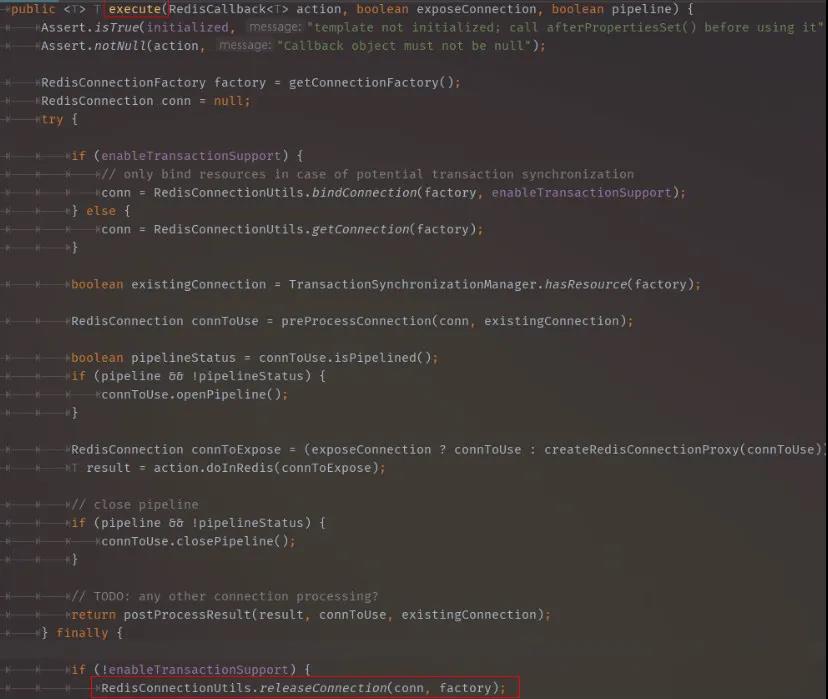 public <T> T execute(RedisCallback<T> action, boolean exposeConnection, boolean pipeline) {
Assert.isTrue(initialized, message: "template not initialized; call afterPropertiesSet() before using it"
Assert.notNull(action, message: "Callback object must not be null");
RedisConnectionFactory factory = getConnectionFactory();
RedisConnection conn = null;
try {
if (enableTransactionSupport) {
// only bind resources in case of potential transaction synchronization
conn = RedisConnectionUtils.bindConnection(factory, enableTransactionSupport);
} else {
conn = RedisConnectionUtils.getConnection(factory);
}
boolean existingConnection = TransactionSynchronizationManager.hasResource(factory);
RedisConnection connToUse = preProcessConnection(conn, existingConnection);
boolean pipelineStatus = connToUse.isPipelined();
if (pipeline && !pipelineStatus) {
connToUse.openPipeline();
}
RedisConnection connToExpose = (exposeConnection ? connToUse : createRedisConnectionProxy(connToUse))
T result = action.doInRedis(connToExpose);
// close pipeline
if (pipeline && !pipelineStatus) {
connToUse.closePipeline();
}
// TODO: any other connection processing?
return postProcessResult(result, connToUse, existingConnection);
} finally {
if (!enableTransactionSupport) {
RedisConnectionUtils.releaseConnection(conn, factory);